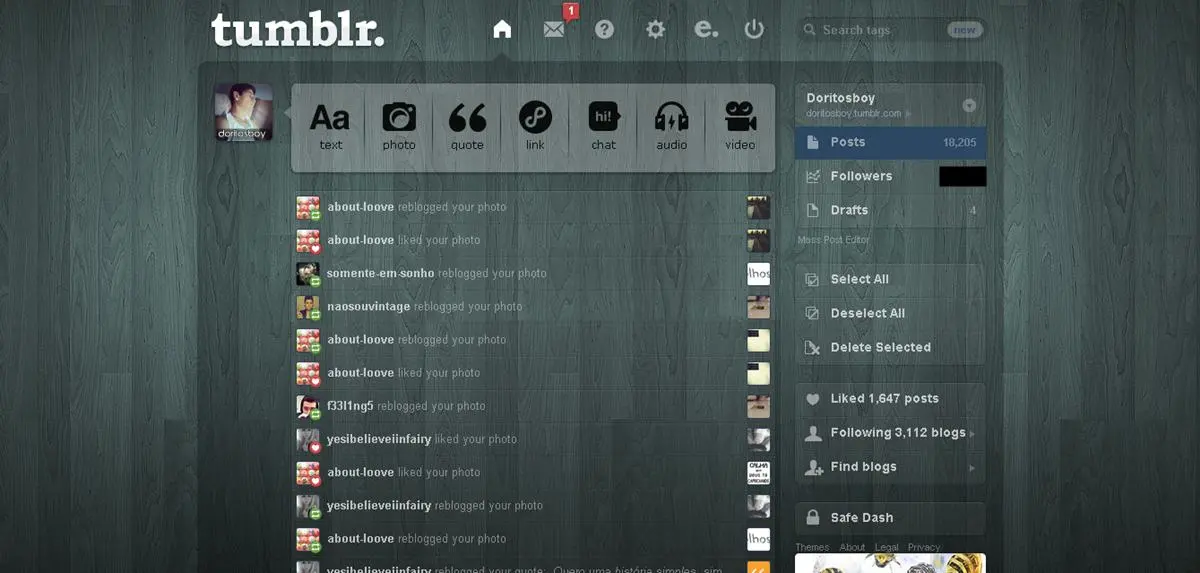 tumblr.
1
?
e.
Search tags
new
doritosboy
Aa
hi!
text
photo
quote
link
chat
audio
video
about-loove reblogged your photo
about-loove liked your photo
somente-em-sonho reblogged your photo
lhos
naosouvintage reblogged your photo
about-loove reblogged your photo
about-loove liked your photo
f33l1ng5 reblogged your photo
yesibelieveiinfairy liked your photo
about-loove liked your photo
CALMA
yesibelieveiinfairy reblogged your photo
about-loove reblogged your photo
lhos
yesibelieveiinfairy reblogged your quote: Quero uma história simples, sim
Doritosboy
doritosboy.tumblr.com
Posts 18,205
Followers
Drafts 4
Mass Post Editor
Select All
Deselect All
Delete Selected
Liked 1,647 posts
Following 3,112 blogs
Find blogs
Safe Dash
Themes About Legal Privacy